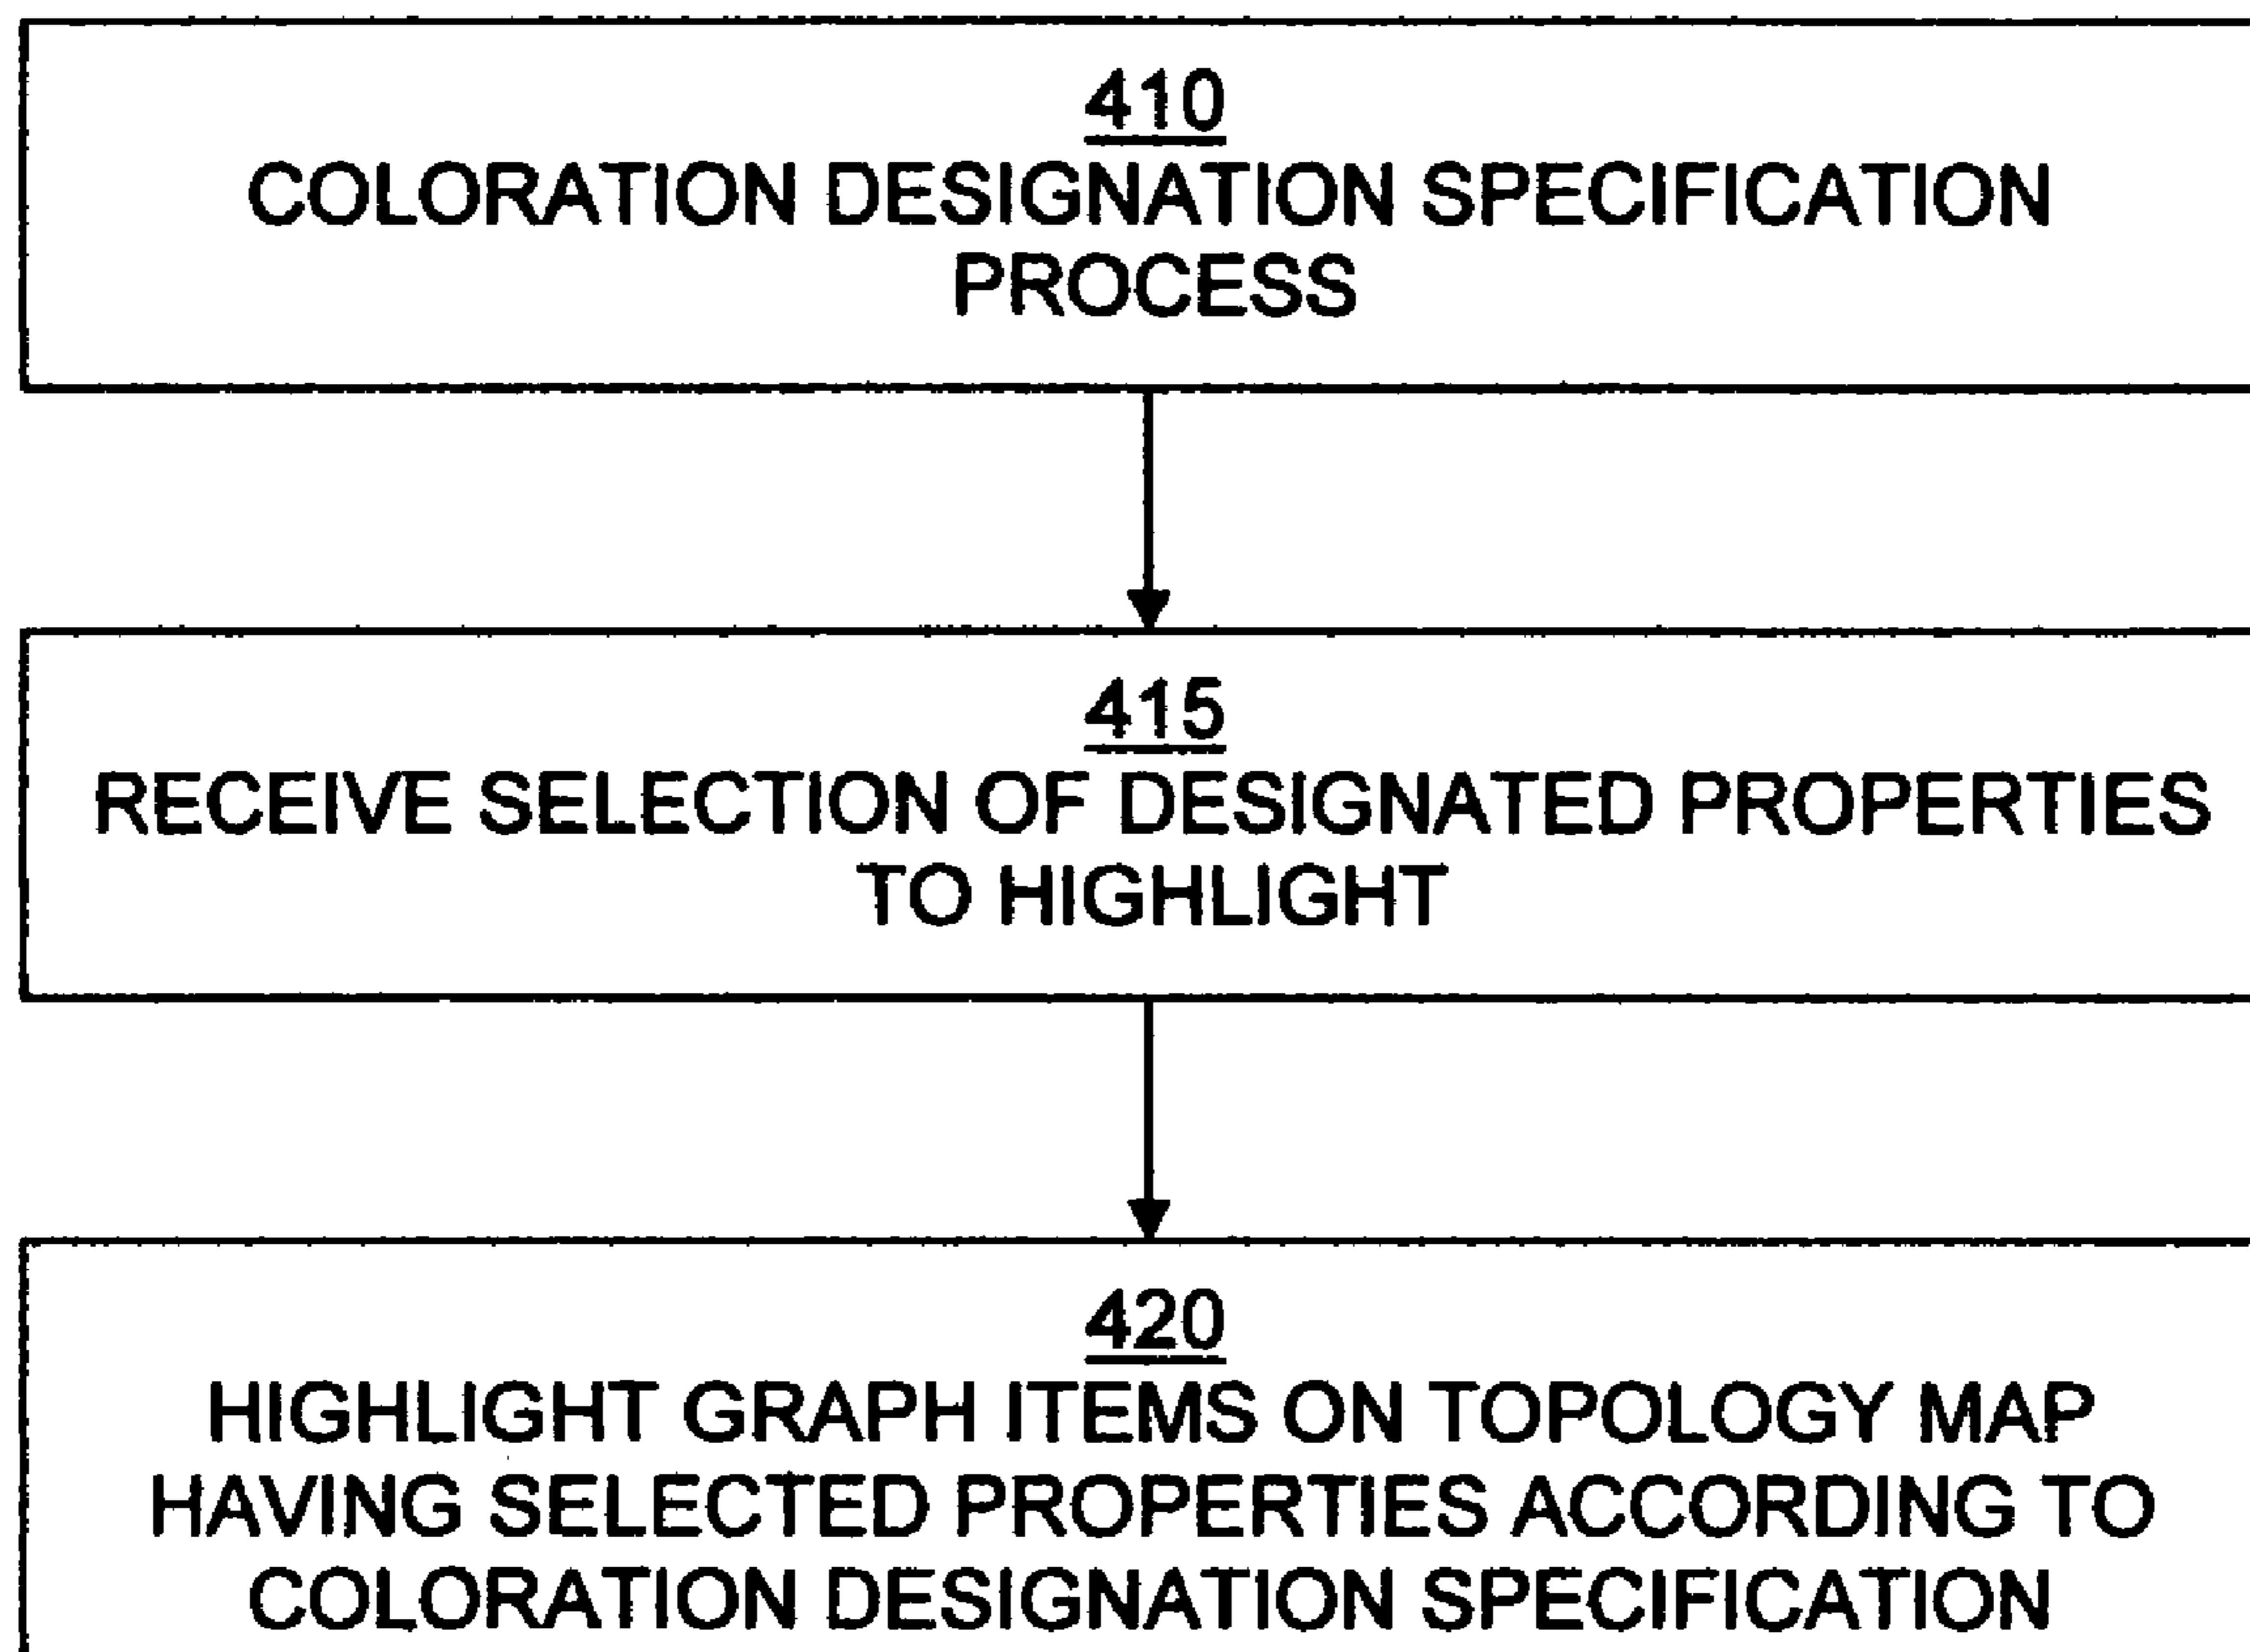 410
COLORATION DESIGNATION SPECIFICATION
PROCESS
415
RECEIVE SELECTION OF DESIGNATED PROPERTIES
TO HIGHLIGHT
420
HIGHLIGHT GRAPH ITEMS ON TOPOLOGY MAP
HAVING SELECTED PROPERTIES ACCORDING TO
COLORATION DESIGNATION SPECIFICATION